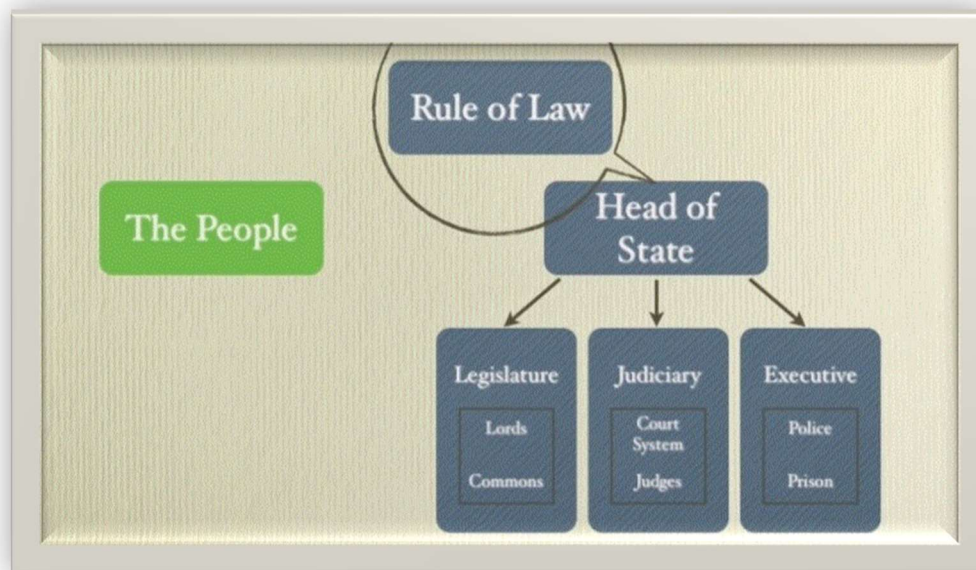 Rule of Law
The People
Head of
State
Legislature
Lords
Commons
Judiciary
Court
System
Judges
Executive
Police
Prison